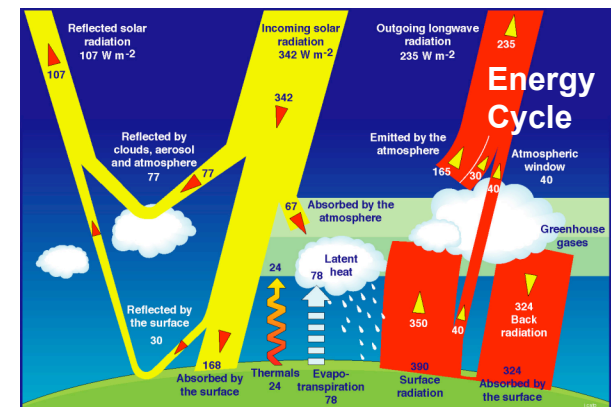 Reflected solar
radiation
107 W m-2
Incoming solar
radiation
342 W m-2
Outgoing longwave
radiation
235 W m-2
235
Energy
Cycle
107
342
Reflected by
clouds, aerosol
and atmosphere
77
77
Emitted by the
atmosphere
165
30
40
Atmospheric
window
40
67
Absorbed by the
atmosphere
Greenhouse
gases
Latent
heat
24
78
Reflected by
the surface
30
350
40
324
Back
radiation
168
Absorbed by
the surface
Thermals
24
Evapo-
transpiration
78
390
Surface
radiation
324
Absorbed by
the surface